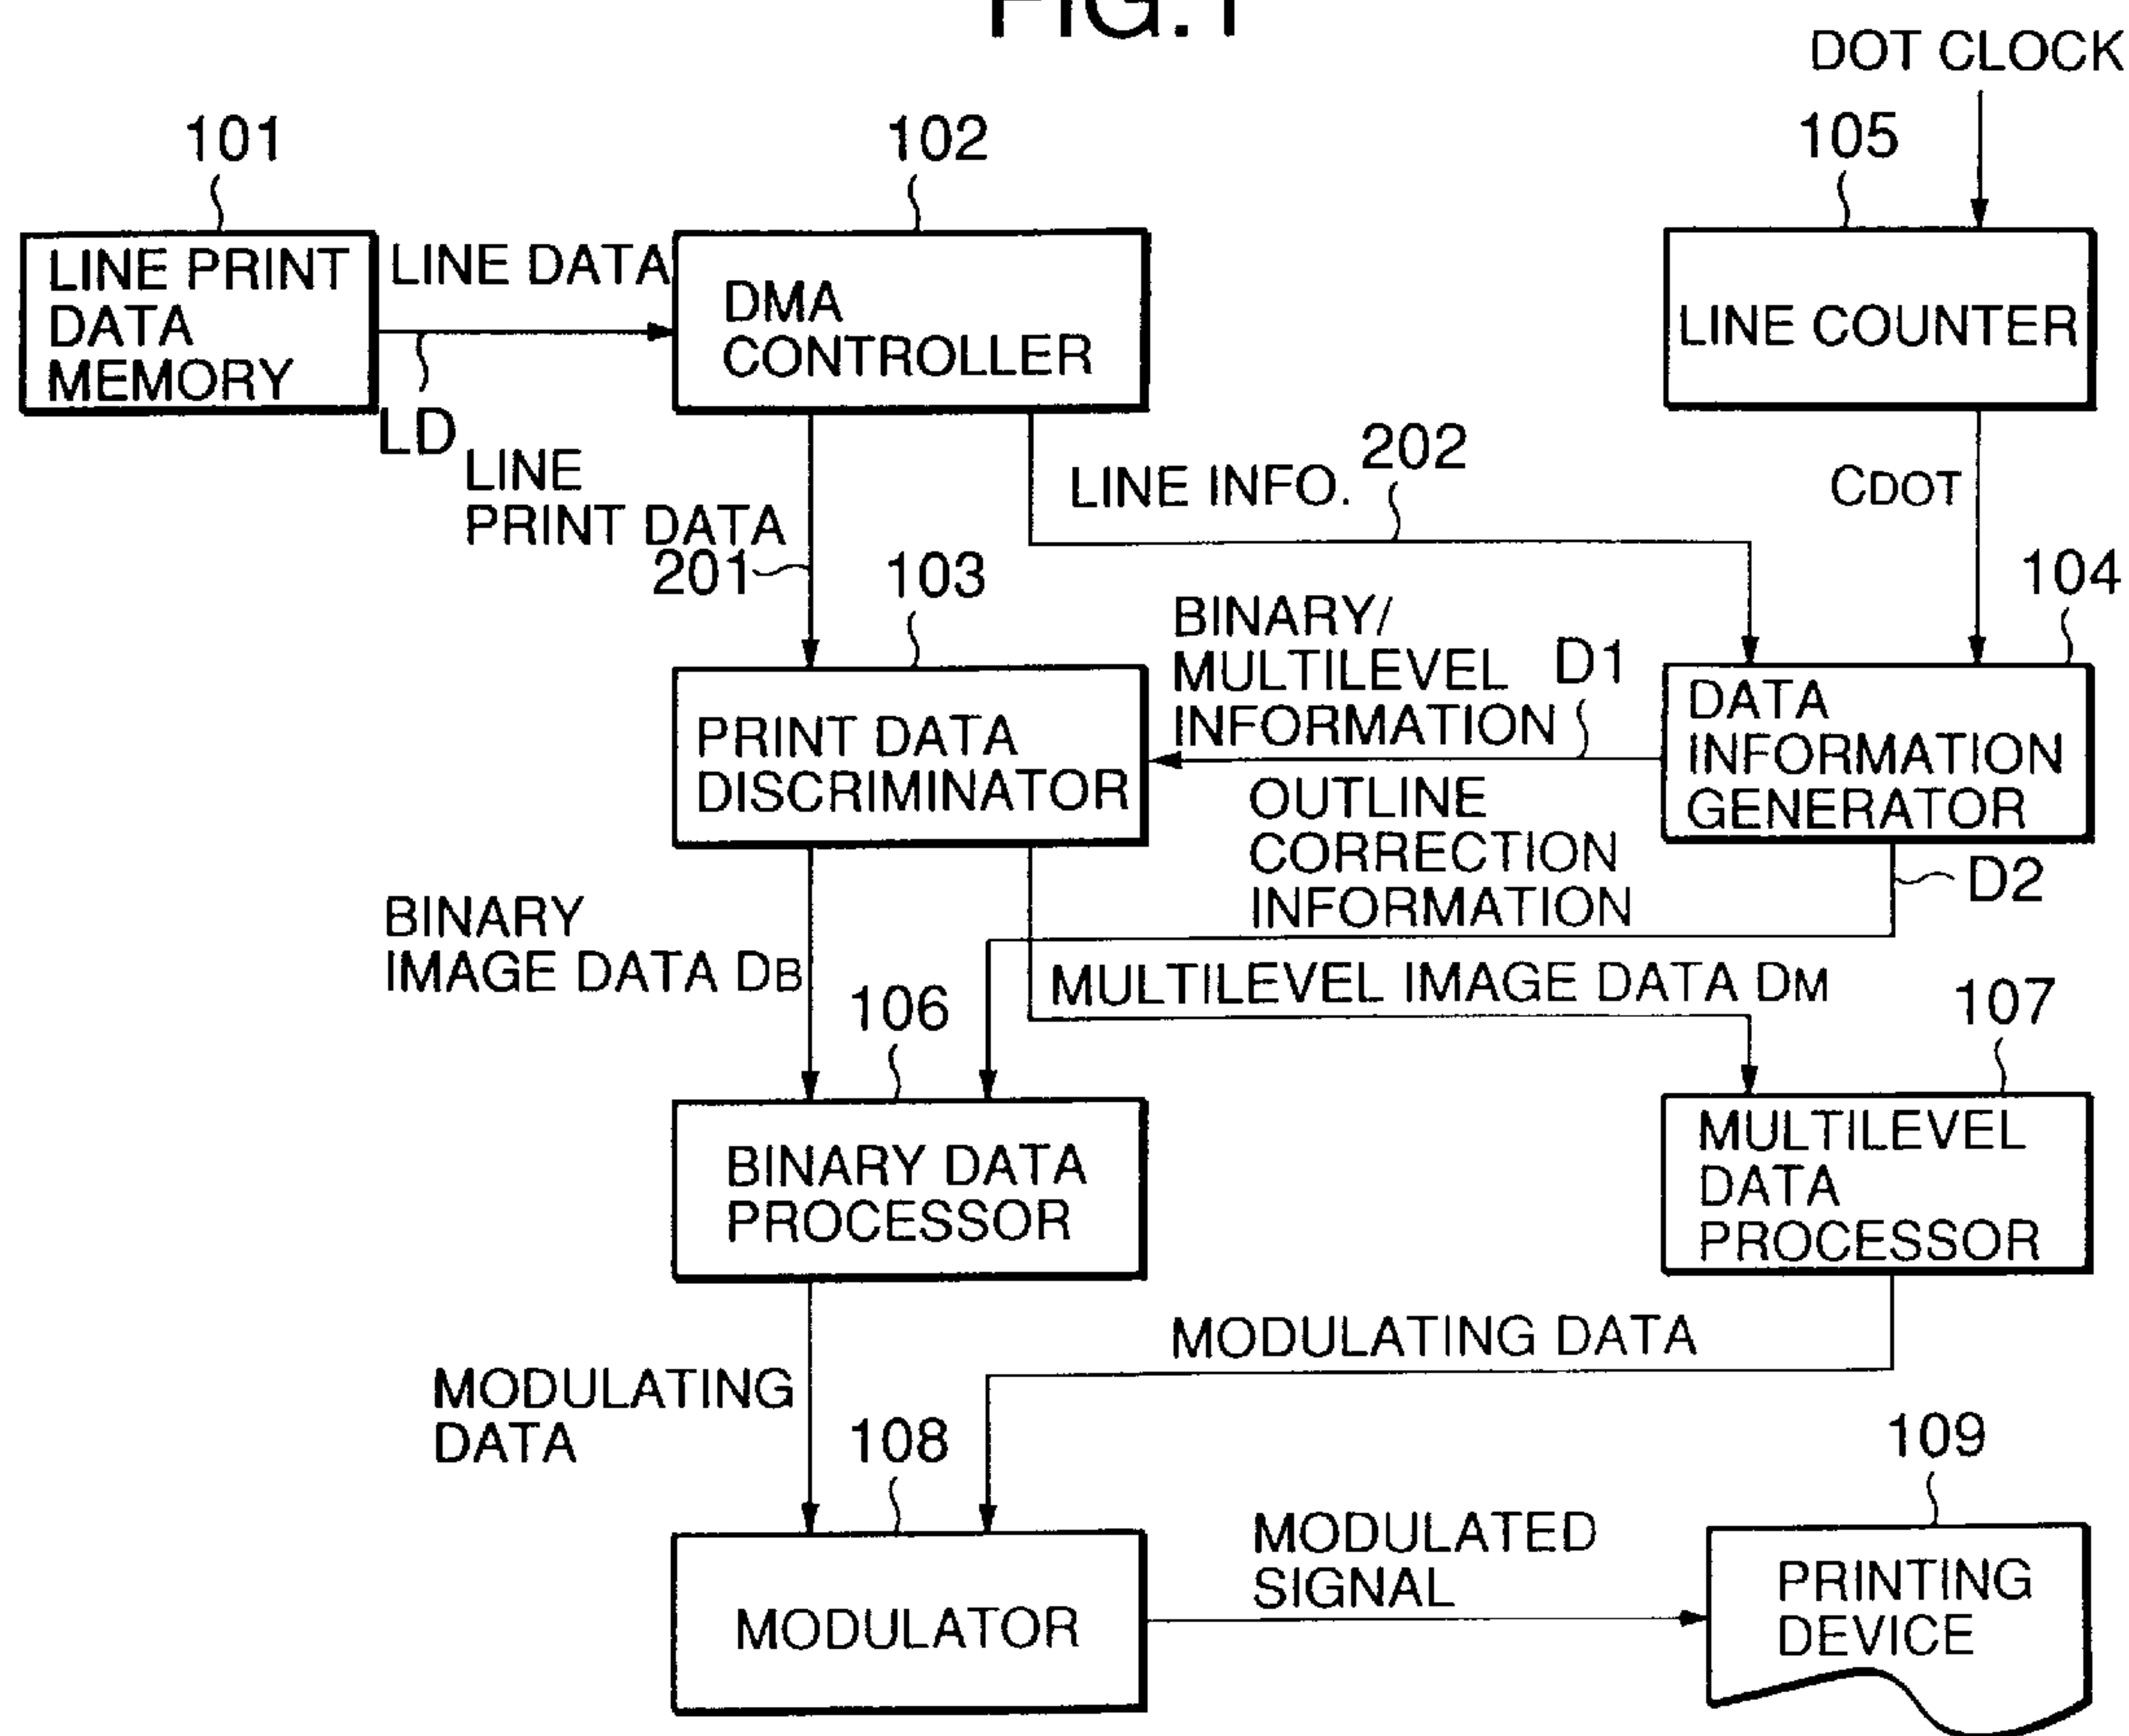 FIG.1
DOT CLOCK
101
102
105
LINE PRINT
DATA
MEMORY
LINE DATA
LD
DMA
CONTROLLER
LINE COUNTER
LINE
PRINT DATA
201
LINE INFO.
202
CDOT
103
104
BINARY/
MULTILEVEL
INFORMATION
D1
PRINT DATA
DISCRIMINATOR
DATA
INFORMATION
GENERATOR
OUTLINE
CORRECTION
INFORMATION
D2
BINARY
IMAGE DATA DB
MULTILEVEL IMAGE DATA DM
106
107
BINARY DATA
PROCESSOR
MULTILEVEL
DATA
PROCESSOR
MODULATING DATA
MODULATING
DATA
108
109
MODULATOR
MODULATED
SIGNAL
PRINTING
DEVICE